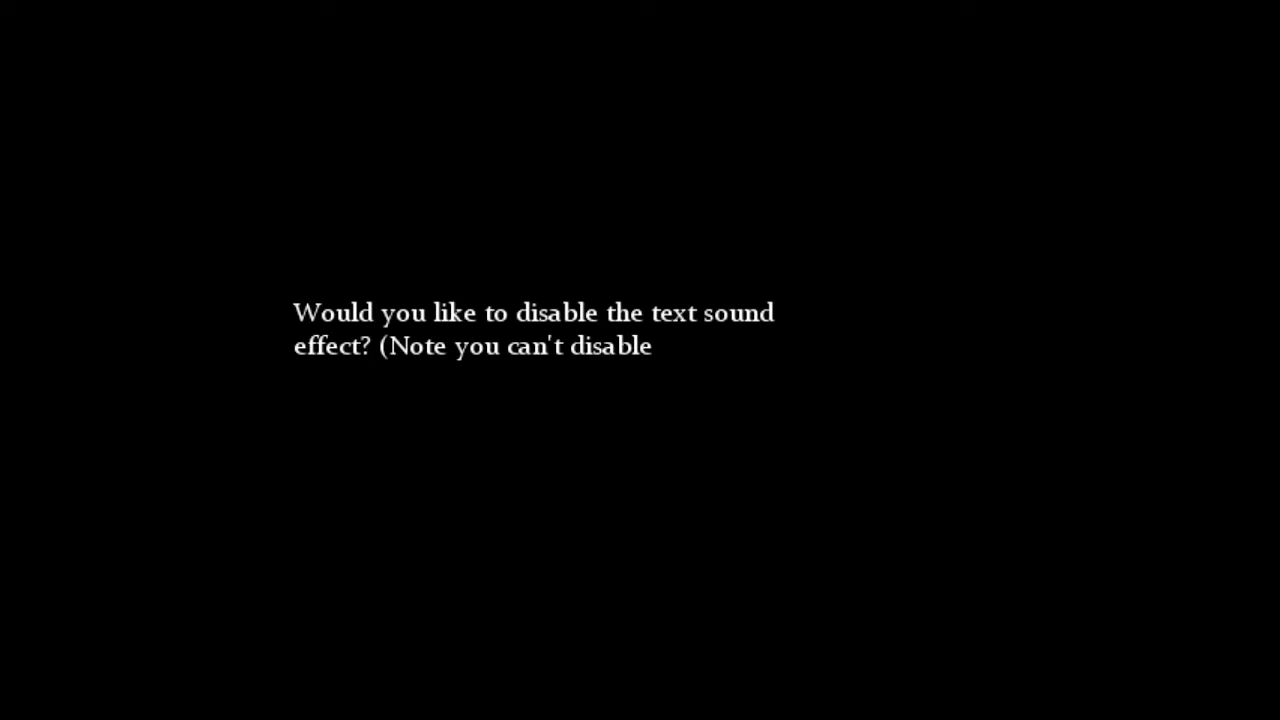 Would you like to disable the text sound
effect? (Note you can't disable